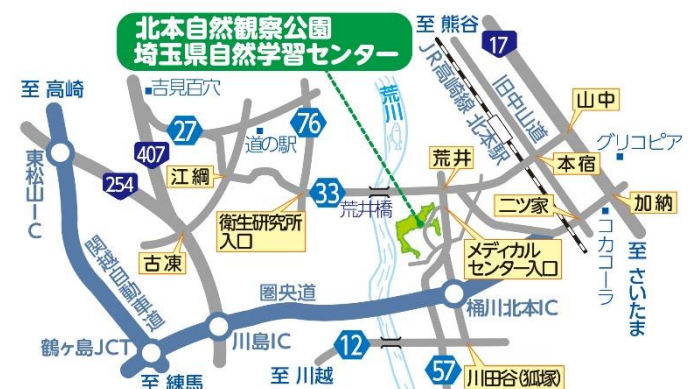 北本自然観察公園
埼玉県自然学習センター
至 熊谷
17
至 高崎
吉見百穴
荒川
JR高崎線 北本駅
旧中山道
山中
27
76
道の駅
グリコピア
東松山IC
407
254
江綱
荒井
本宿
33
荒井橋
衛生研究所
入口
二ツ家
加納
古凍
メディカル
センター入口
コカコーラ
至 さいたま
関越自動車道
圏央道
桶川北本IC
川島IC
鶴ヶ島JCT
12
至 練馬
至 川越
57
川田谷(狐塚)